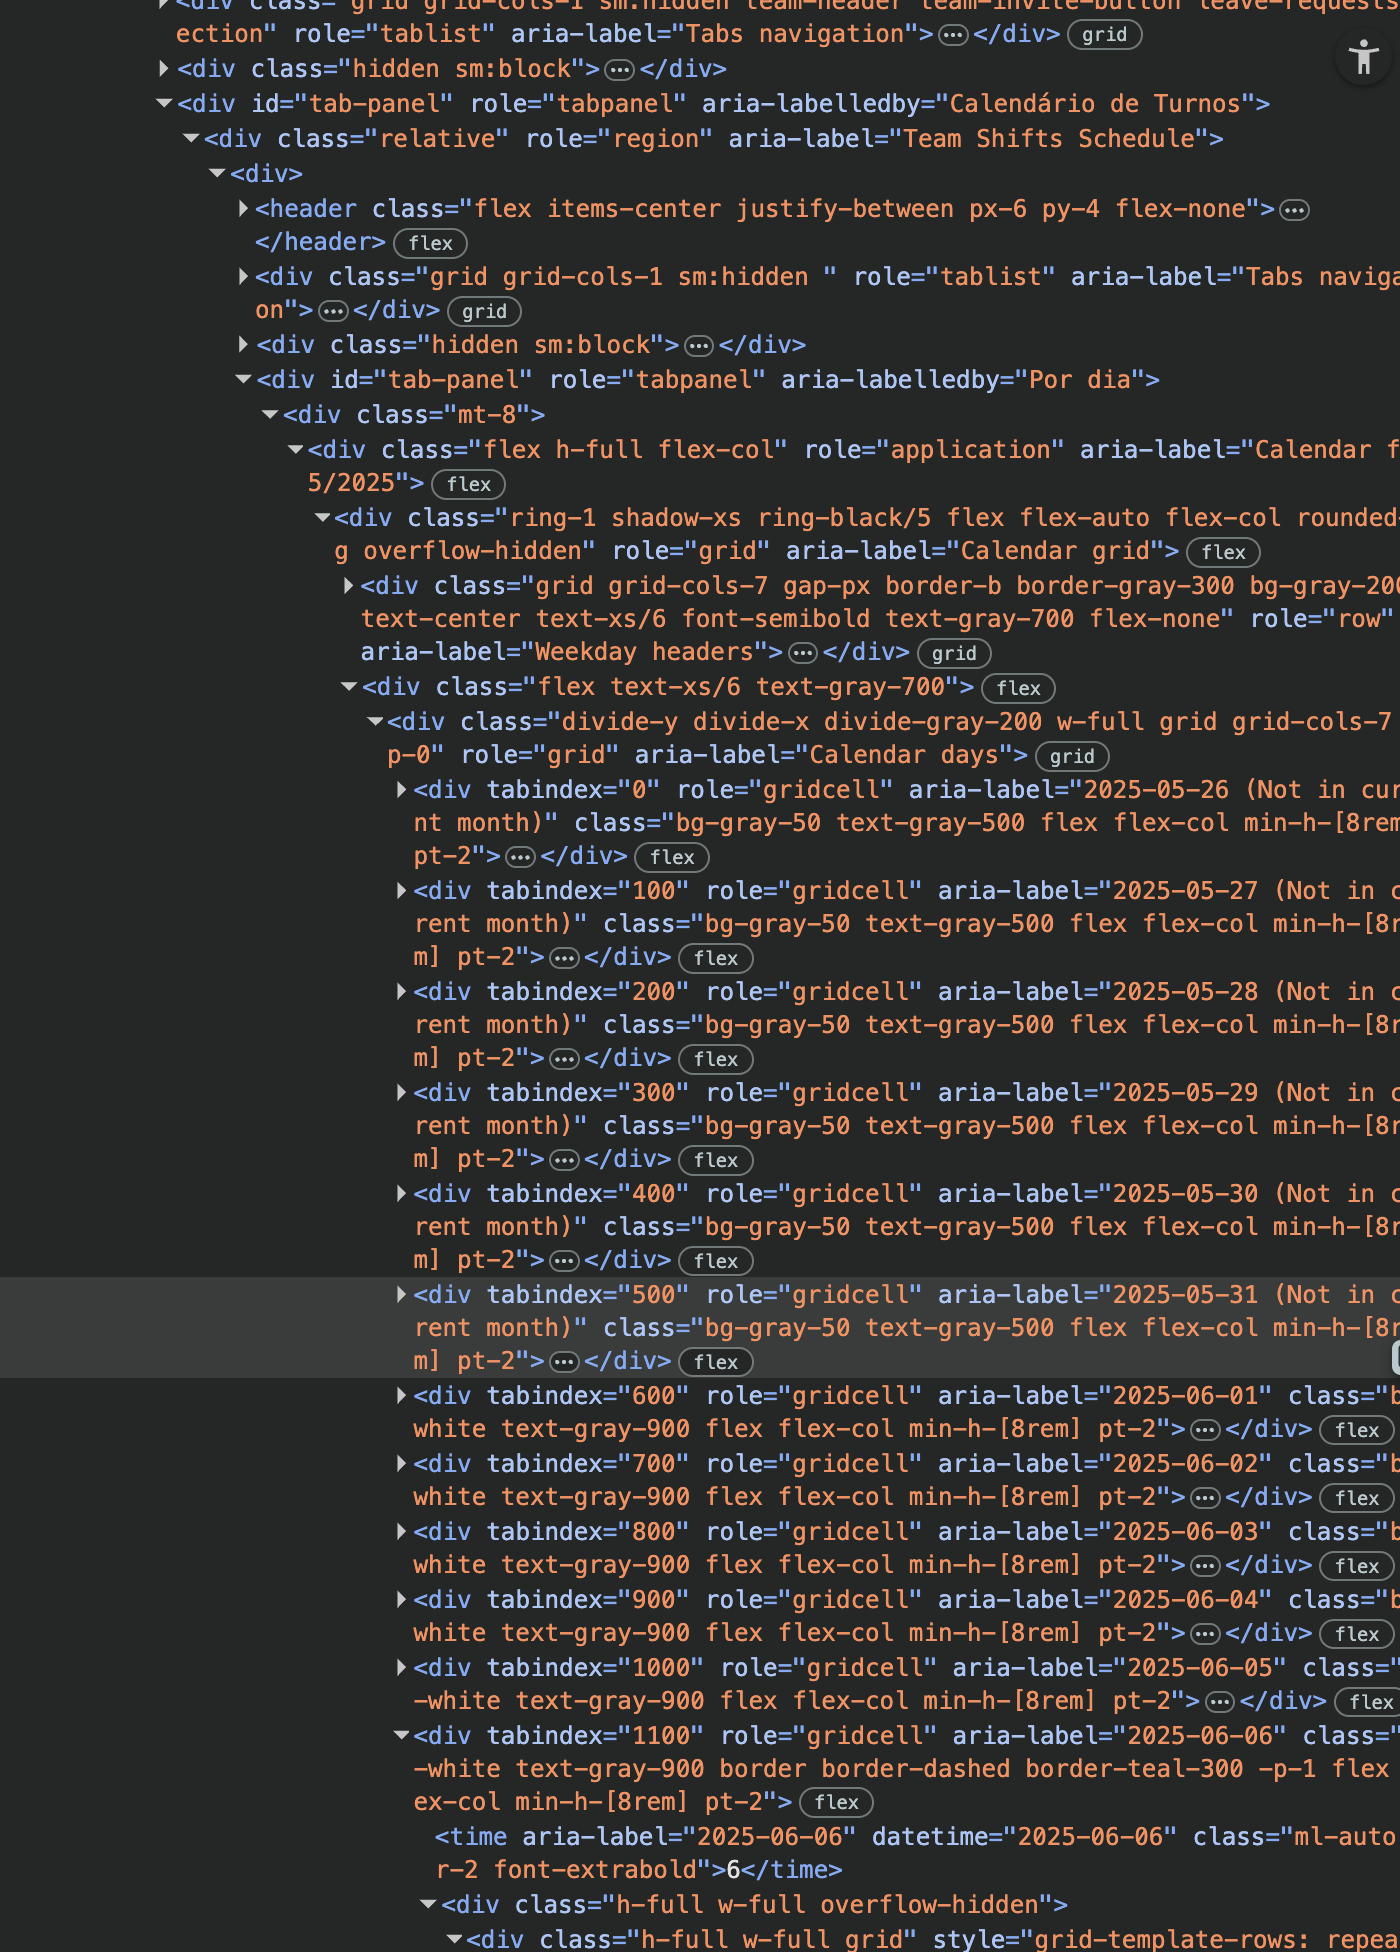 <div class="grid grid-cols-1 sm:hidden team-header team-invite-button leave-requests
ection" role="tablist" aria-label="Tabs navigation"></div> grid
<div class="hidden sm:block"></div>
<div id="tab-panel" role="tabpanel" aria-labelledby="Calendário de Turnos">
<div class="relative" role="region" aria-label="Team Shifts Schedule">
<div>
<header class="flex items-center justify-between px-6 py-4 flex-none">
</header> flex
<div class="grid grid-cols-1 sm:hidden " role="tablist" aria-label="Tabs naviga
on"></div> grid
<div class="hidden sm:block"></div>
<div id="tab-panel" role="tabpanel" aria-labelledby="Por dia">
<div class="mt-8">
<div class="flex h-full flex-col" role="application" aria-label="Calendar f
5/2025"> flex
<div class="ring-1 shadow-xs ring-black/5 flex flex-auto flex-col rounded-
g overflow-hidden" role="grid" aria-label="Calendar grid"> flex
<div class="grid grid-cols-7 gap-px border-b border-gray-300 bg-gray-200
text-center text-xs/6 font-semibold text-gray-700 flex-none" role="row"
aria-label="Weekday headers"></div> grid
<div class="flex text-xs/6 text-gray-700"> flex
<div class="divide-y divide-x divide-gray-200 w-full grid grid-cols-7
p-0" role="grid" aria-label="Calendar days"> grid
<div tabindex="0" role="gridcell" aria-label="2025-05-26 (Not in cur
nt month)" class="bg-gray-50 text-gray-500 flex flex-col min-h-[8rem
pt-2"></div> flex
<div tabindex="100" role="gridcell" aria-label="2025-05-27 (Not in c
rent month)" class="bg-gray-50 text-gray-500 flex flex-col min-h-[8r
m] pt-2"></div> flex
<div tabindex="200" role="gridcell" aria-label="2025-05-28 (Not in c
rent month)" class="bg-gray-50 text-gray-500 flex flex-col min-h-[8r
m] pt-2"></div> flex
<div tabindex="300" role="gridcell" aria-label="2025-05-29 (Not in c
rent month)" class="bg-gray-50 text-gray-500 flex flex-col min-h-[8r
m] pt-2"></div> flex
<div tabindex="400" role="gridcell" aria-label="2025-05-30 (Not in c
rent month)" class="bg-gray-50 text-gray-500 flex flex-col min-h-[8r
m] pt-2"></div> flex
<div tabindex="500" role="gridcell" aria-label="2025-05-31 (Not in c
rent month)" class="bg-gray-50 text-gray-500 flex flex-col min-h-[8r
m] pt-2"></div> flex
<div tabindex="600" role="gridcell" aria-label="2025-06-01" class="b
white text-gray-900 flex flex-col min-h-[8rem] pt-2"></div> flex
<div tabindex="700" role="gridcell" aria-label="2025-06-02" class="b
white text-gray-900 flex flex-col min-h-[8rem] pt-2"></div> flex
<div tabindex="800" role="gridcell" aria-label="2025-06-03" class="b
white text-gray-900 flex flex-col min-h-[8rem] pt-2"></div> flex
<div tabindex="900" role="gridcell" aria-label="2025-06-04" class="b
white text-gray-900 flex flex-col min-h-[8rem] pt-2"></div> flex
<div tabindex="1000" role="gridcell" aria-label="2025-06-05" class="
-white text-gray-900 flex flex-col min-h-[8rem] pt-2"></div> flex
<div tabindex="1100" role="gridcell" aria-label="2025-06-06" class="
-white text-gray-900 border border-dashed border-teal-300 -p-1 flex
ex-col min-h-[8rem] pt-2"> flex
<time aria-label="2025-06-06" datetime="2025-06-06" class="ml-auto
r-2 font-extrabold">6</time>
<div class="h-full w-full overflow-hidden">
<div class="h-full w-full grid" style="grid-template-rows: repea